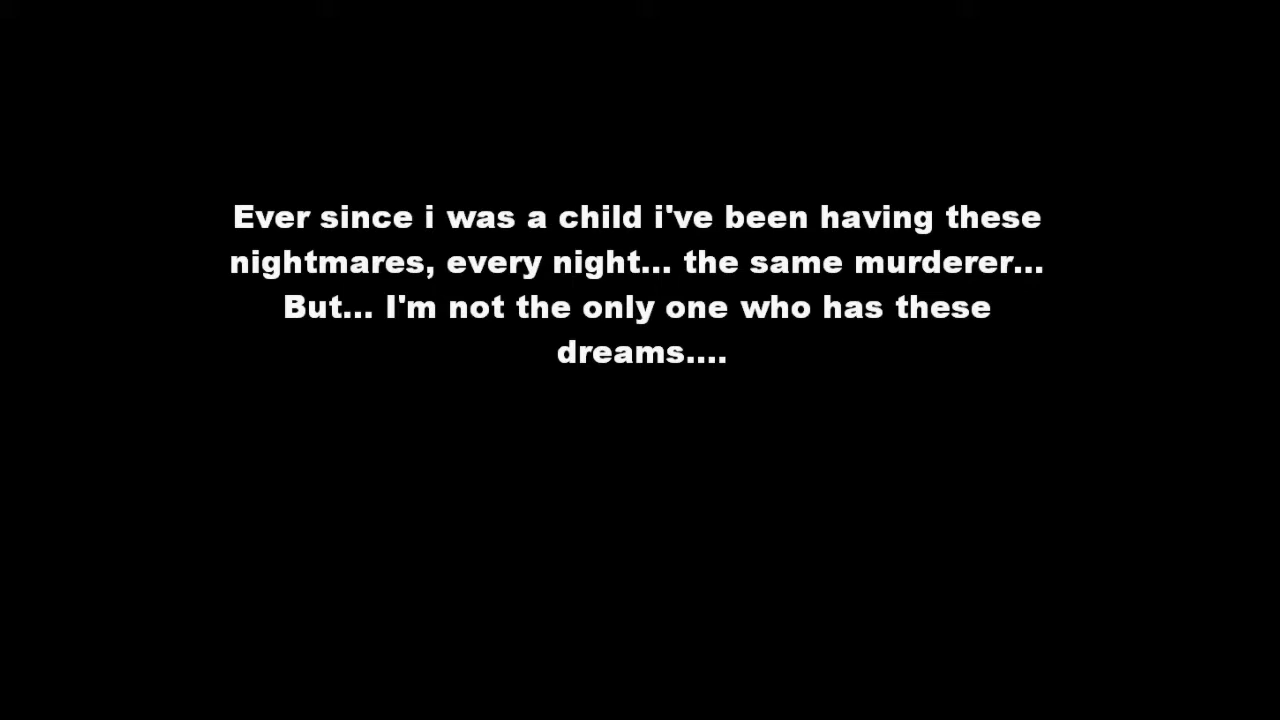 Ever since i was a child i've been having these
nightmares, every night... the same murderer...
But... I'm not the only one who has these
dreams....